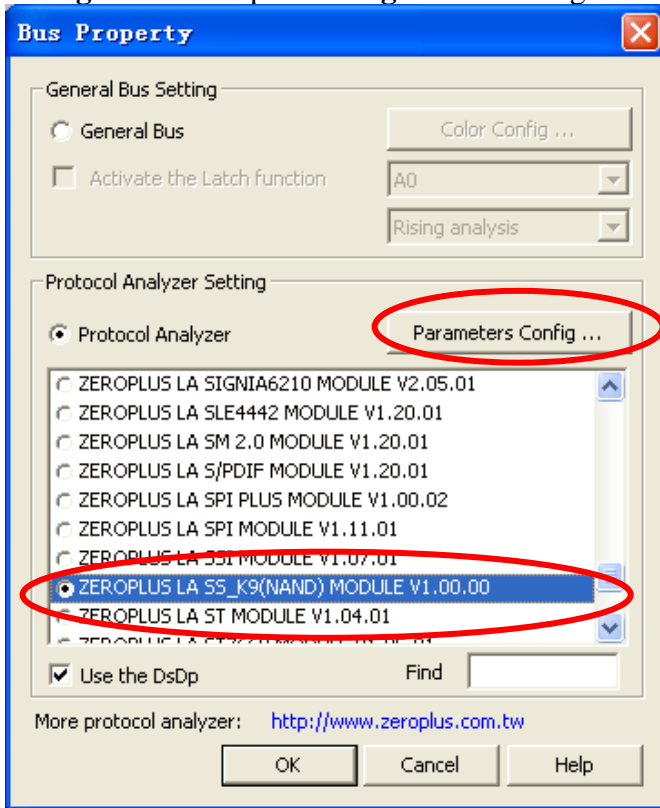 Bus Property
General Bus Setting
General Bus
Color Config ...
Activate the Latch function
A0
Rising analysis
Protocol Analyzer Setting
Protocol Analyzer
Parameters Config ...
ZEROPLUS LA SIGNIA6210 MODULE V2.05.01
ZEROPLUS LA SLE4442 MODULE V1.20.01
ZEROPLUS LA SM 2.0 MODULE V1.20.01
ZEROPLUS LA S/PDIF MODULE V1.20.01
ZEROPLUS LA SPI PLUS MODULE V1.00.02
ZEROPLUS LA SPI MODULE V1.11.01
ZEROPLUS LA SSI MODULE V1.07.01
ZEROPLUS LA SS_K9(NAND) MODULE V1.00.00
ZEROPLUS LA ST MODULE V1.04.01
ZEROPLUS LA
Use the DsDp
Find
More protocol analyzer: http://www.zeroplus.com.tw
OK Cancel Help